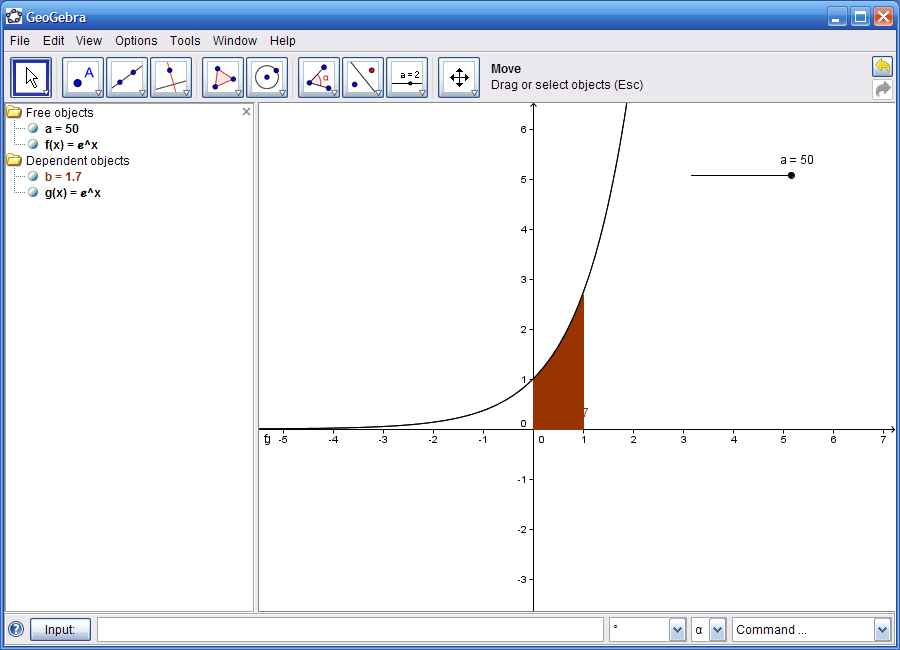 GeoGebra
File Edit View Options Tools Window Help
A
α
a = 2
Move
Drag or select objects (Esc)
Free objects
a = 50
f(x) = e^x
Dependent objects
b = 1.7
g(x) = e^x
a = 50
6
5
4
3
2
1
0
7
fg -5 -4 -3 -2 -1 0 1 2 3 4 5 6 7
-1
-2
-3
Input:
° α Command ...